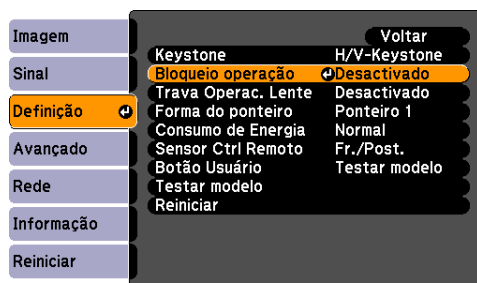 Imagem
Sinal
Definição
Avançado
Rede
Informação
Reiniciar
Voltar
Keystone H/V-Keystone
Bloqueio operação Desactivado
Trava Operac. Lente Desactivado
Forma do ponteiro Ponteiro 1
Consumo de Energia Normal
Sensor Ctrl Remoto Fr./Post.
Botão Usuário Testar modelo
Testar modelo
Reiniciar